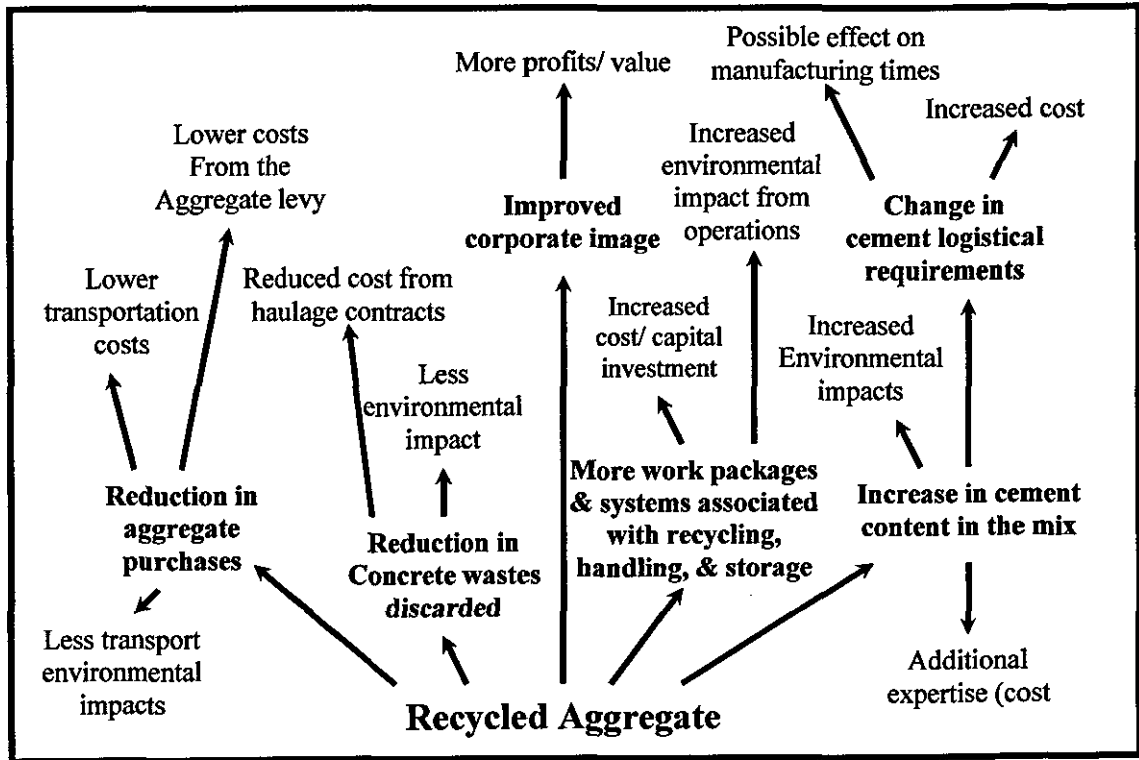 More profits/ value
Possible effect on
manufacturing times
Increased cost
Lower costs
From the
Aggregate levy
Increased
environmental
impact from
operations
Improved
corporate image
Change in
cement logistical
requirements
Lower
transportation
costs
Reduced cost from
haulage contracts
Increased
cost/ capital
investment
Increased
Environmental
impacts
Less
environmental
impact
Reduction in
aggregate
purchases
Reduction in
Concrete wastes
discarded
More work packages
& systems associated
with recycling,
handling, & storage
Increase in cement
content in the mix
Less transport
environmental
impacts
Additional
expertise (cost
Recycled Aggregate